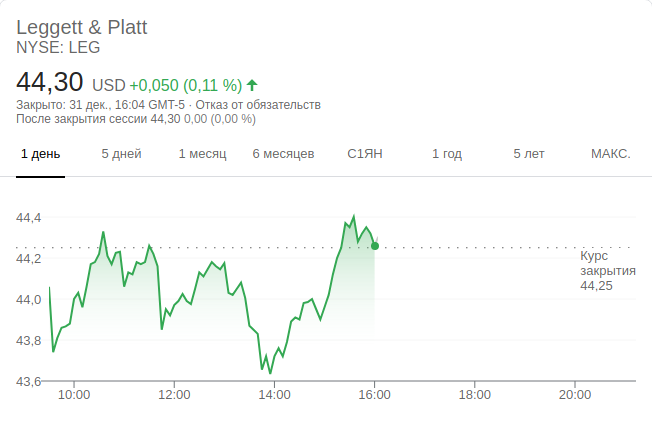 Leggett & Platt
NYSE: LEG
44,30 USD +0,050 (0,11 %)
Закрыто: 31 дек., 16:04 GMT-5 · Отказ от обязательств
После закрытия сессии 44,30 0,00 (0,00 %)
1 день 5 дней 1 месяц 6 месяцев С1ЯН 1 год 5 лет МАКС.
44,4
44,2
44,0
43,8
43,6
Курс
закрытия
44,25
10:00 12:00 14:00 16:00 18:00 20:00